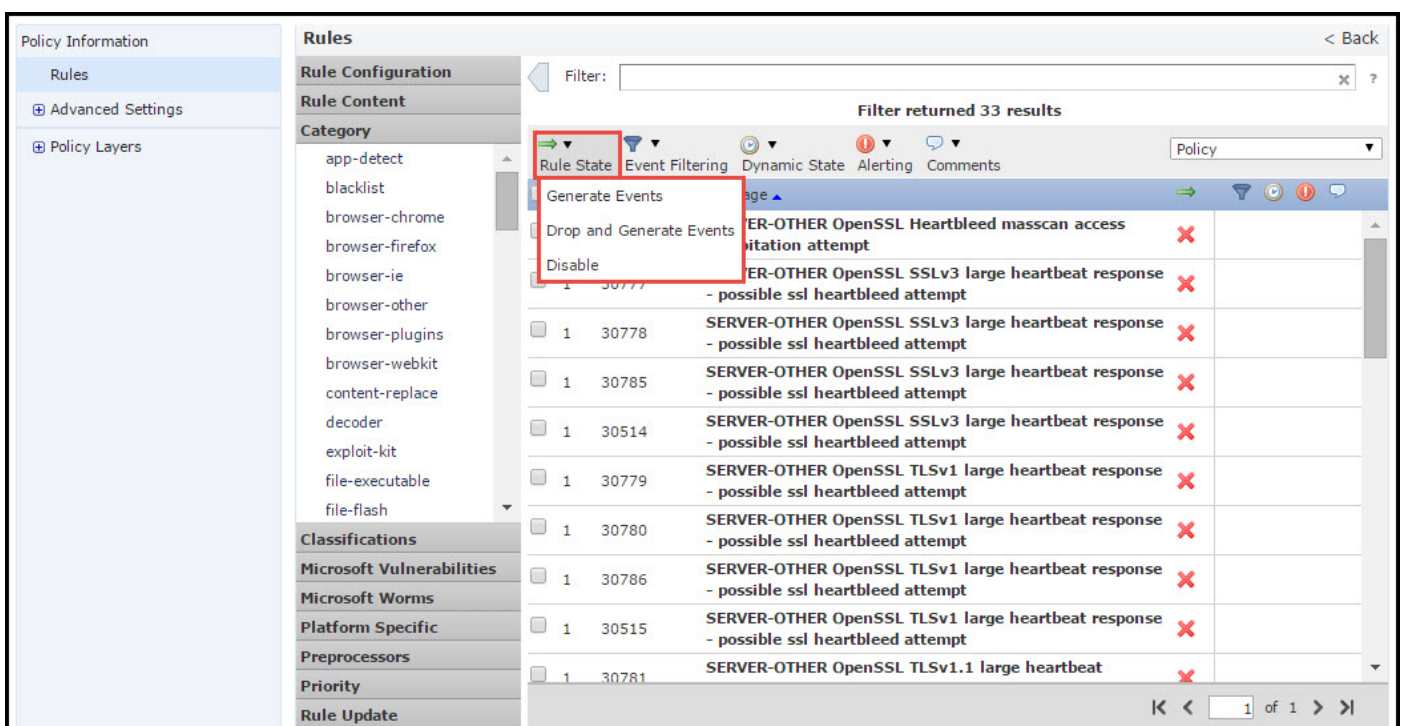 Policy Information
Rules
Advanced Settings
Policy Layers
Rules
< Back
Rule Configuration
Rule Content
Category
app-detect
blacklist
browser-chrome
browser-firefox
browser-ie
browser-other
browser-plugins
browser-webkit
content-replace
decoder
exploit-kit
file-executable
file-flash
Classifications
Microsoft Vulnerabilities
Microsoft Worms
Platform Specific
Preprocessors
Priority
Rule Update
Filter:
?
Filter returned 33 results
Rule State Event Filtering Dynamic State Alerting Comments
Policy
Generate Events
Drop and Generate Events
Disable
age
ER-OTHER OpenSSL Heartbleed masscan access
itation attempt
1 30777 ER-OTHER OpenSSL SSLv3 large heartbeat response
- possible ssl heartbleed attempt
1 30778 SERVER-OTHER OpenSSL SSLv3 large heartbeat response
- possible ssl heartbleed attempt
1 30785 SERVER-OTHER OpenSSL SSLv3 large heartbeat response
- possible ssl heartbleed attempt
1 30514 SERVER-OTHER OpenSSL SSLv3 large heartbeat response
- possible ssl heartbleed attempt
1 30779 SERVER-OTHER OpenSSL TLSv1 large heartbeat response
- possible ssl heartbleed attempt
1 30780 SERVER-OTHER OpenSSL TLSv1 large heartbeat response
- possible ssl heartbleed attempt
1 30786 SERVER-OTHER OpenSSL TLSv1 large heartbeat response
- possible ssl heartbleed attempt
1 30515 SERVER-OTHER OpenSSL TLSv1 large heartbeat response
- possible ssl heartbleed attempt
1 30781 SERVER-OTHER OpenSSL TLSv1.1 large heartbeat
1 of 1